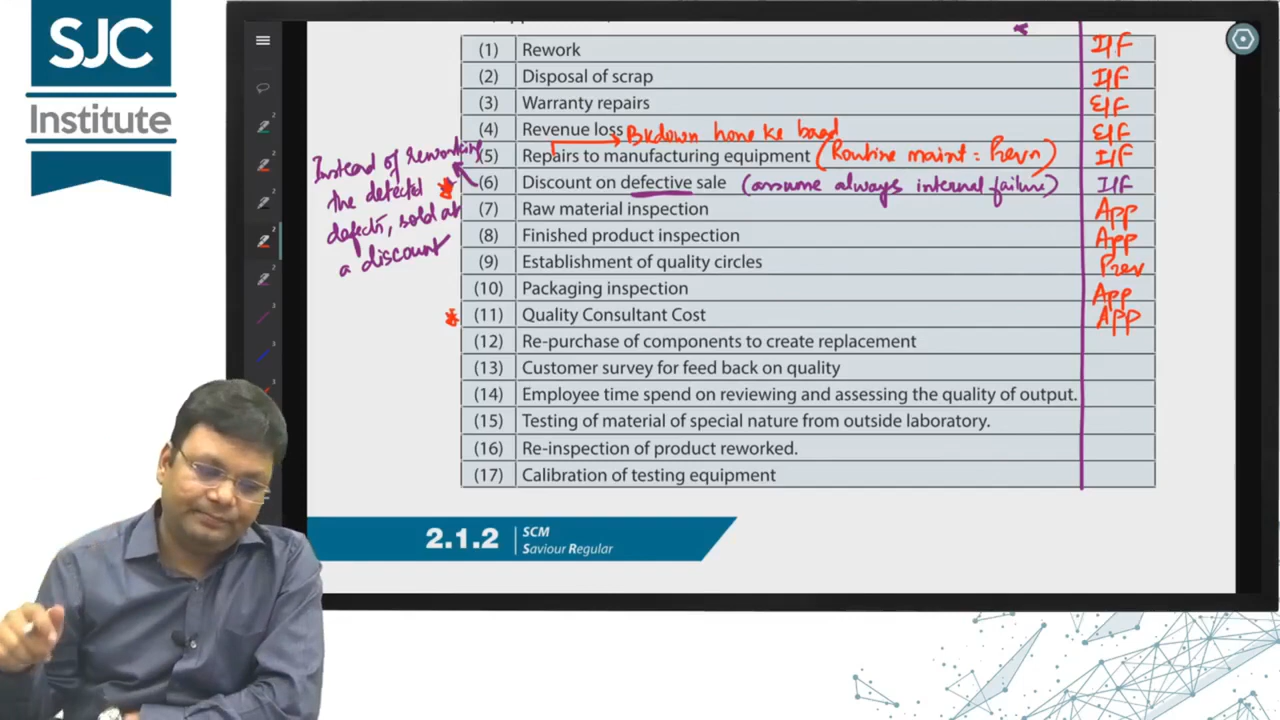 SJC
Institute
(1) Rework I/F
(2) Disposal of scrap I/F
(3) Warranty repairs E/F
(4) Revenue loss E/F
Bkdown hone ke baad
(5) Repairs to manufacturing equipment (Routine maint = Prevn) I/F
(6) Discount on defective sale (assume always internal failure) I/F
(7) Raw material inspection App
(8) Finished product inspection App
(9) Establishment of quality circles Prev
(10) Packaging inspection App
(11) Quality Consultant Cost App
(12) Re-purchase of components to create replacement
(13) Customer survey for feed back on quality
(14) Employee time spend on reviewing and assessing the quality of output.
(15) Testing of material of special nature from outside laboratory.
(16) Re-inspection of product reworked.
(17) Calibration of testing equipment
Instead of reworking
the
sold at
a discount
2.1.2
SCM
Saviour Regular